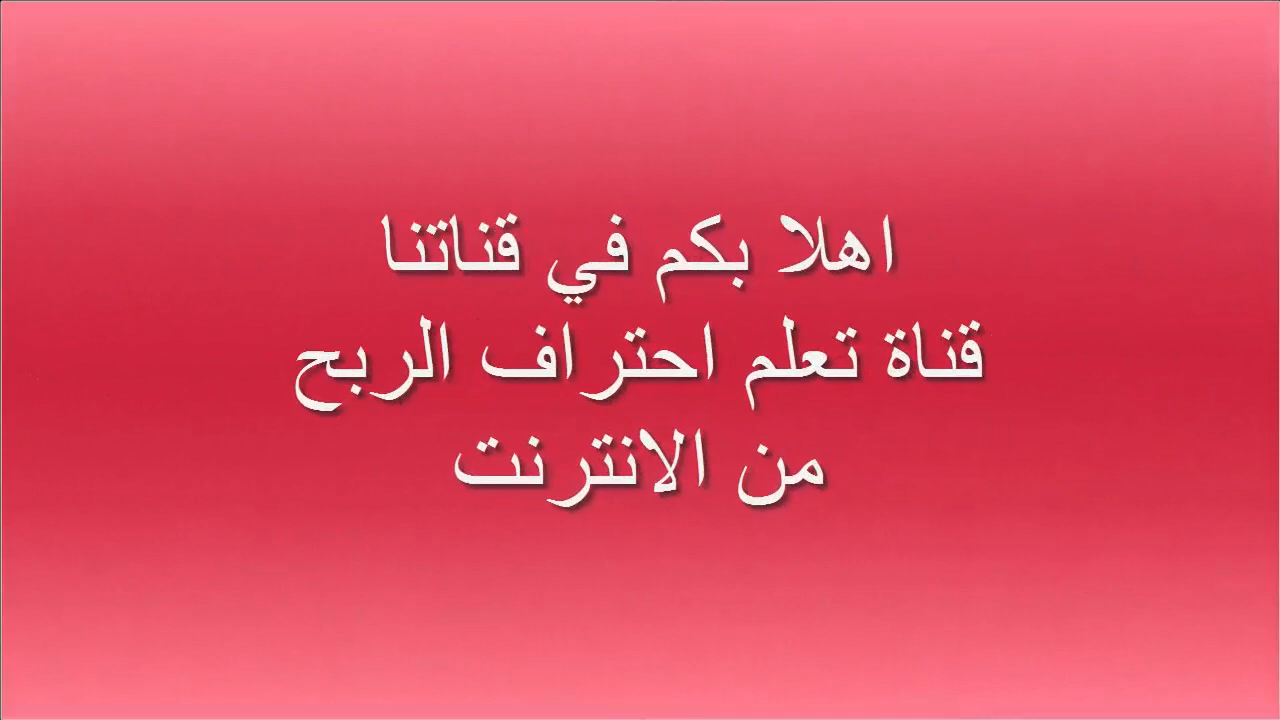 اهلا بكم في قناتنا
قناة تعلم احتراف الربح
من الانترنت